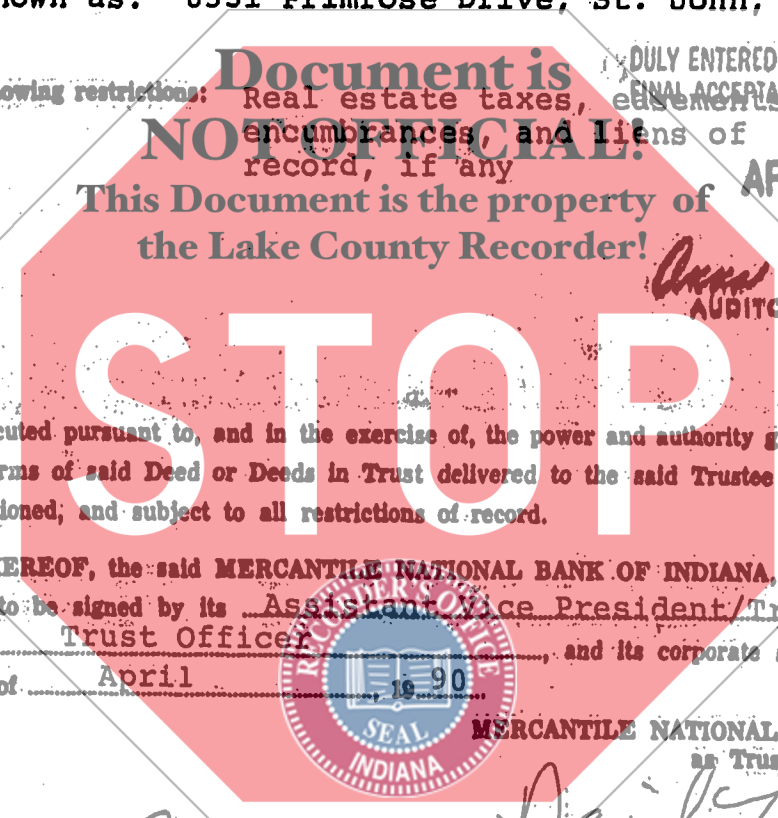 nown as: 8551 Primrose Drive, St. John,
DULY ENTERED
FINAL ACCEPTA
owing restrictions: Real estate taxes, easements
encumbrances, and liens of
record, if any
Document is
NOT OFFICIAL!
This Document is the property of
the Lake County Recorder!
AP
Anna
AUDITO
STOP
cuted pursuant to, and in the exercise of, the power and authority g
rms of said Deed or Deeds in Trust delivered to the said Trustee
ioned; and subject to all restrictions of record.
EREOF, the said MERCANTILE NATIONAL BANK OF INDIANA,
to be signed by its Assistant Vice President/Tr
Trust Officer, and its corporate
of April, 19 90
RECORDER'S OFFICE
SEAL
INDIANA
MERCANTILE NATIONAL
as Trus